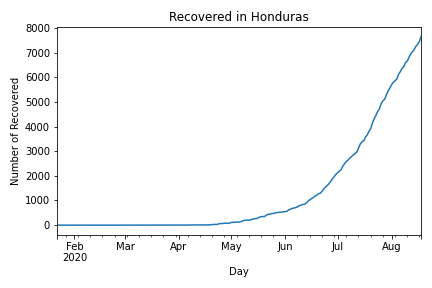 Recovered in Honduras
Number of Recovered
8000
7000
6000
5000
4000
3000
2000
1000
0
Feb Mar Apr May Jun Jul Aug
2020
Day